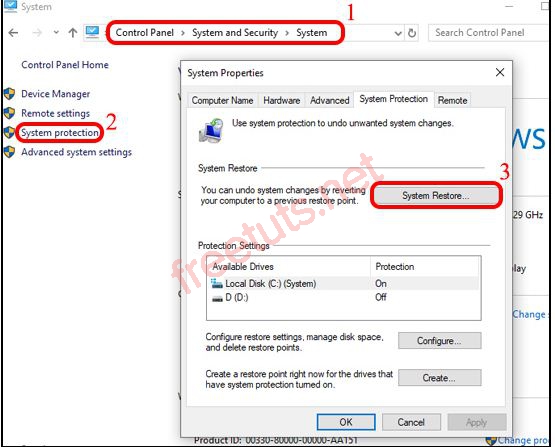 System
1
Control Panel > System and Security > System
Search Control Panel
Control Panel Home
Device Manager
Remote settings
System protection
2
Advanced system settings
System Properties
Computer Name
Hardware
Advanced
System Protection
Remote
Use system protection to undo unwanted system changes.
System Restore
3
You can undo system changes by reverting
your computer to a previous restore point.
System Restore...
Protection Settings
Available Drives
Protection
Local Disk (C:) (System)
On
D (D:)
Off
Configure restore settings, manage disk space,
and delete restore points.
Configure...
Create a restore point right now for the drives that
have system protection turned on.
Create...
OK
Cancel
Apply
freetuts.net
29 GHz
play
Change s
Product ID: 00330-80000-00000-AA151
Change pro